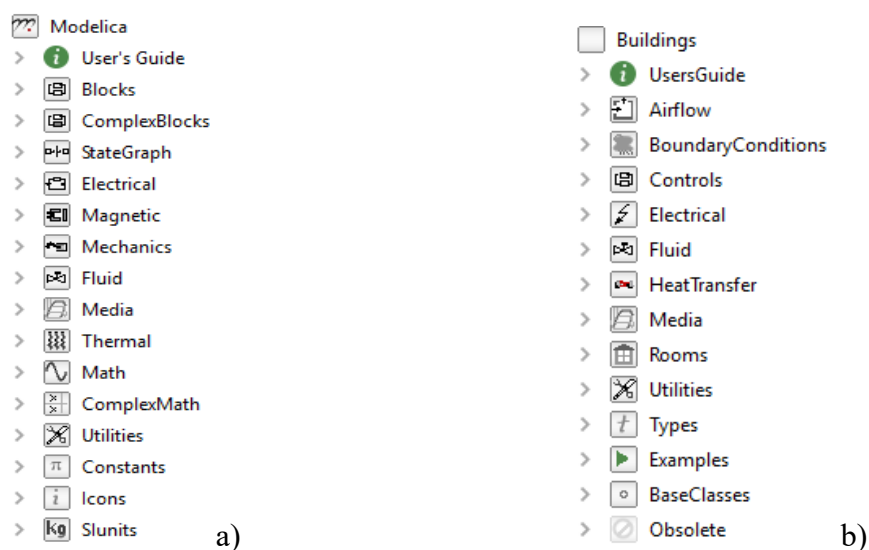 Modelica
User's Guide
Blocks
ComplexBlocks
StateGraph
Electrical
Magnetic
Mechanics
Fluid
Media
Thermal
Math
ComplexMath
Utilities
Constants
Icons
SIunits
a)
Buildings
UsersGuide
Airflow
BoundaryConditions
Controls
Electrical
Fluid
HeatTransfer
Media
Rooms
Utilities
Types
Examples
BaseClasses
Obsolete
b)